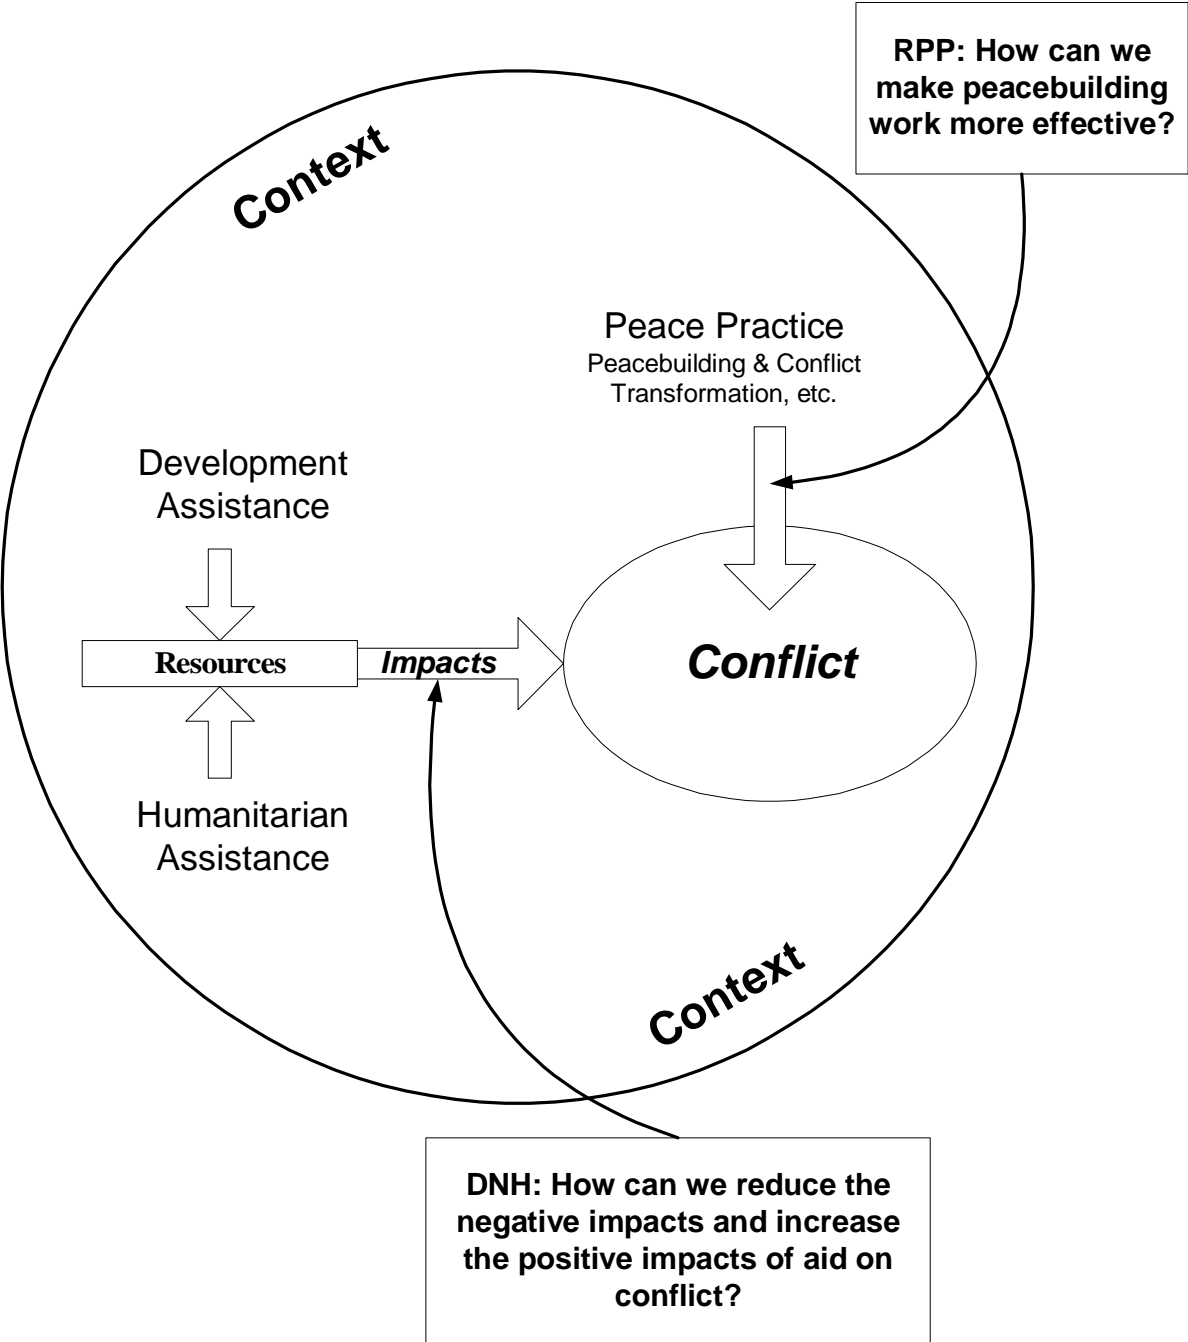 RPP: How can we
make peacebuilding
work more effective?
Context
Peace Practice
Peacebuilding & Conflict
Transformation, etc.
Development
Assistance
Resources
Impacts
Conflict
Humanitarian
Assistance
Context
DNH: How can we reduce the
negative impacts and increase
the positive impacts of aid on
conflict?